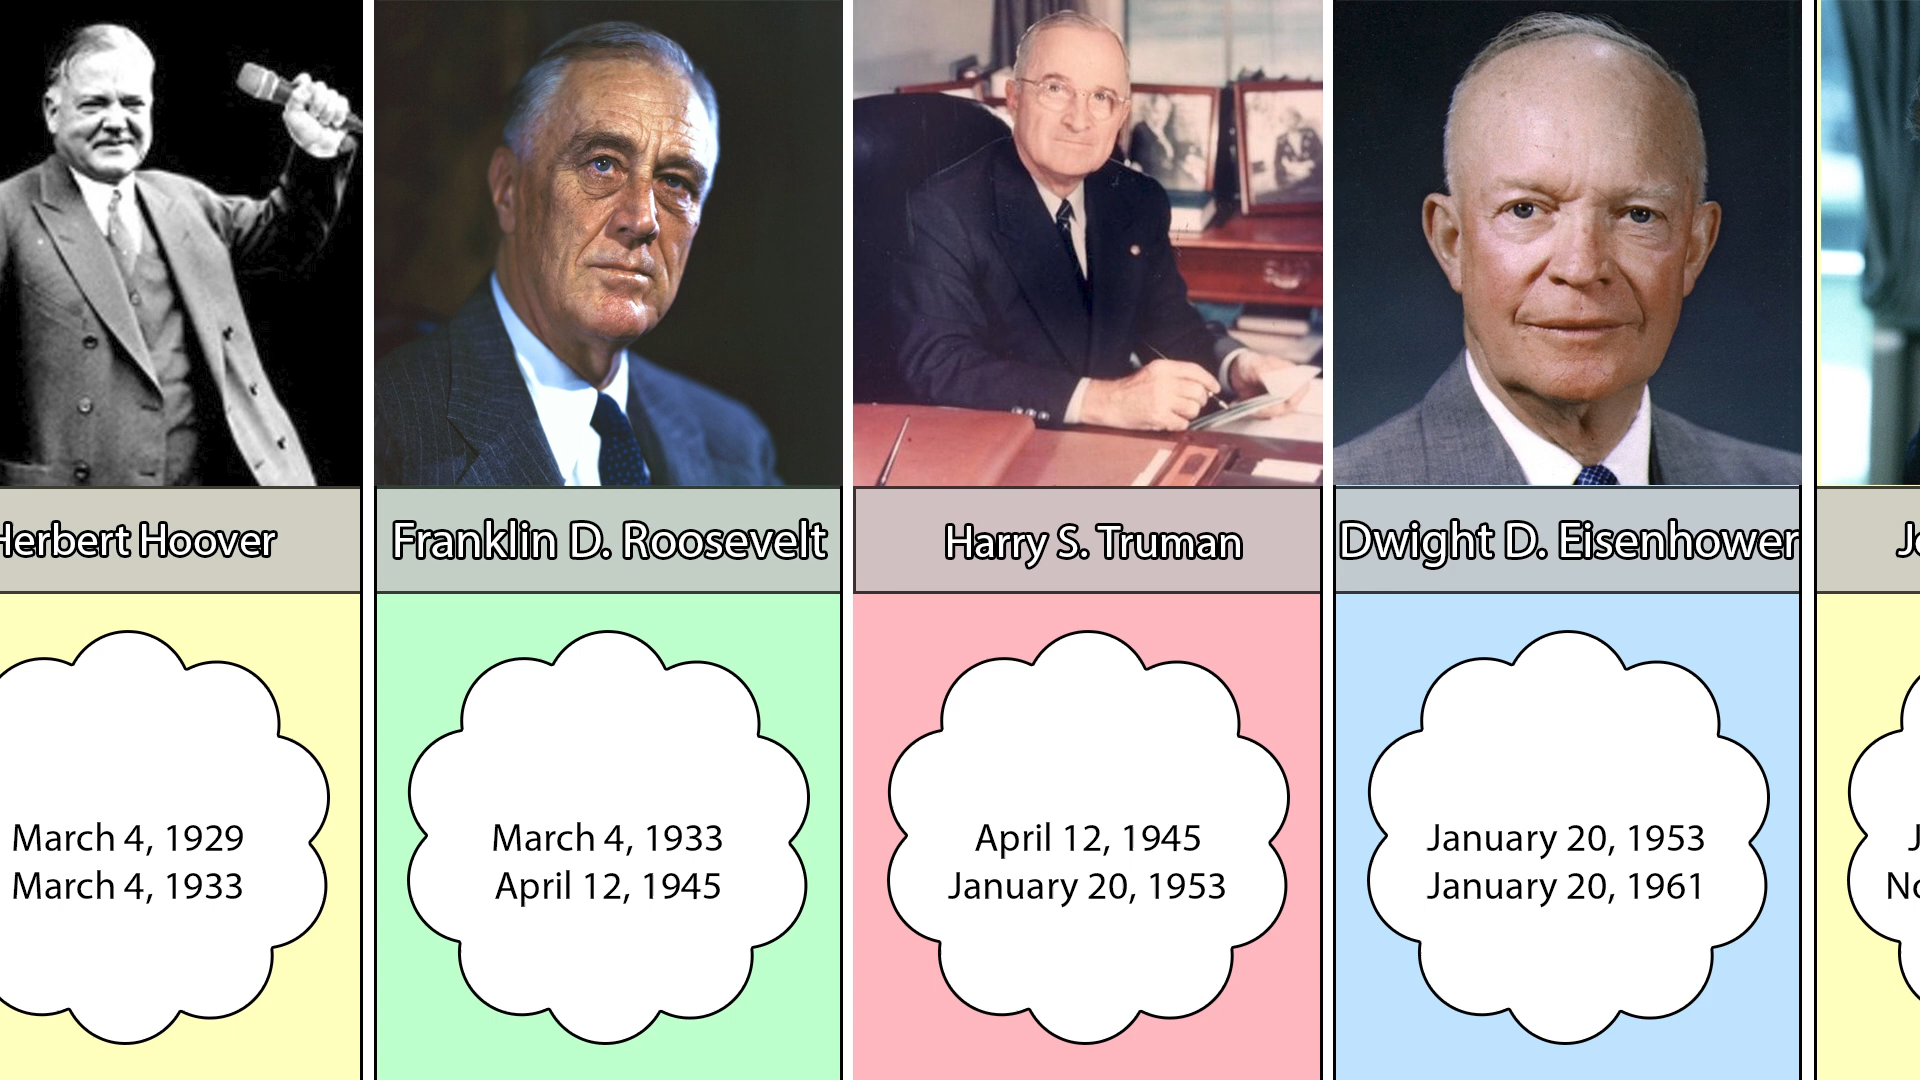 Herbert Hoover
Franklin D. Roosevelt
Harry S. Truman
Dwight D. Eisenhower
March 4, 1929
March 4, 1933
March 4, 1933
April 12, 1945
April 12, 1945
January 20, 1953
January 20, 1953
January 20, 1961